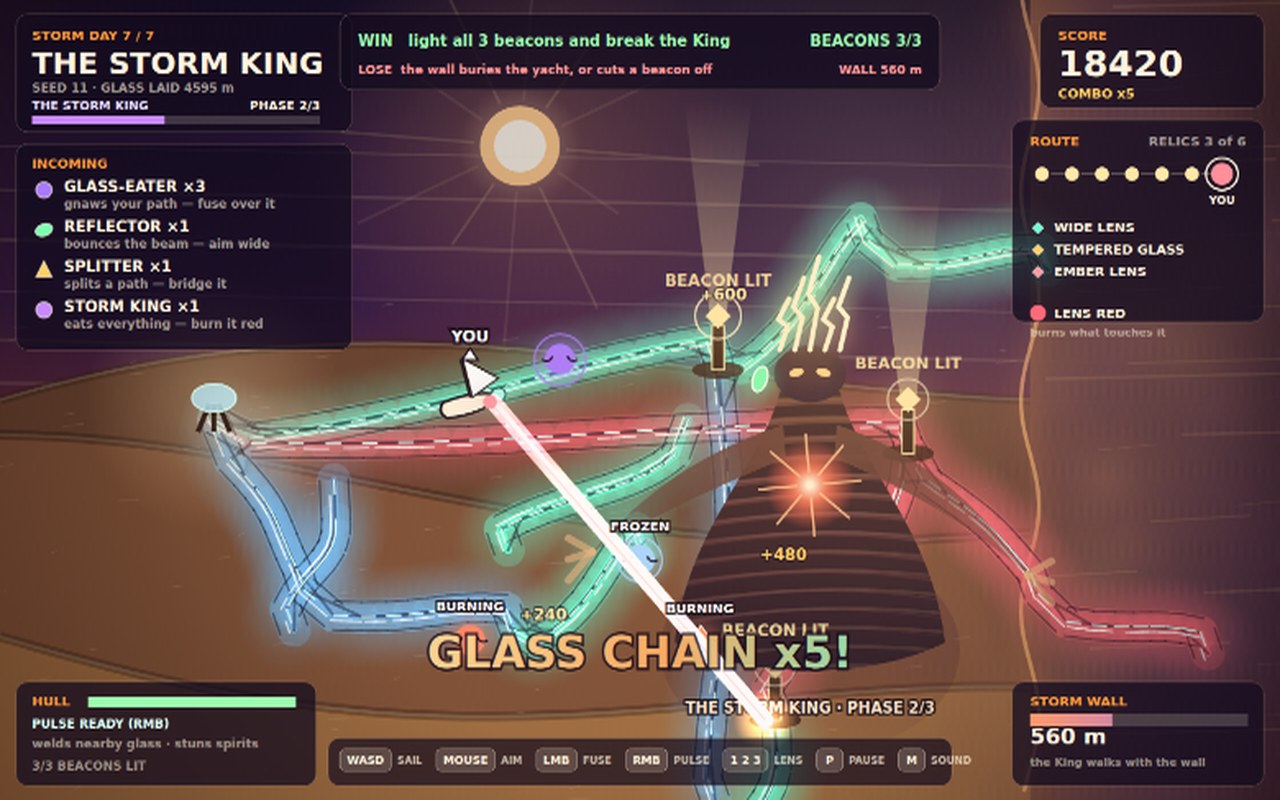 STORM DAY 7 / 7
THE STORM KING
SEED 11 · GLASS LAID 4595 m
THE STORM KING PHASE 2/3
WIN light all 3 beacons and break the King BEACONS 3/3
LOSE the wall buries the yacht, or cuts a beacon off WALL 560 m
SCORE
18420
COMBO x5
INCOMING
GLASS-EATER ×3
gnaws your path — fuse over it
REFLECTOR ×1
bounces the beam — aim wide
SPLITTER ×1
splits a path — bridge it
STORM KING ×1
eats everything — burn it red
ROUTE RELICS 3 of 6
YOU
WIDE LENS
TEMPERED GLASS
EMBER LENS
LENS RED
burns what touches it
BEACON LIT
+600
YOU
BEACON LIT
FROZEN
+480
BURNING
+240
BURNING
BEACON LIT
GLASS CHAIN x5!
THE STORM KING · PHASE 2/3
HULL
PULSE READY (RMB)
welds nearby glass · stuns spirits
3/3 BEACONS LIT
WASD SAIL MOUSE AIM LMB FUSE RMB PULSE 1 2 3 LENS P PAUSE M SOUND
STORM WALL
560 m
the King walks with the wall